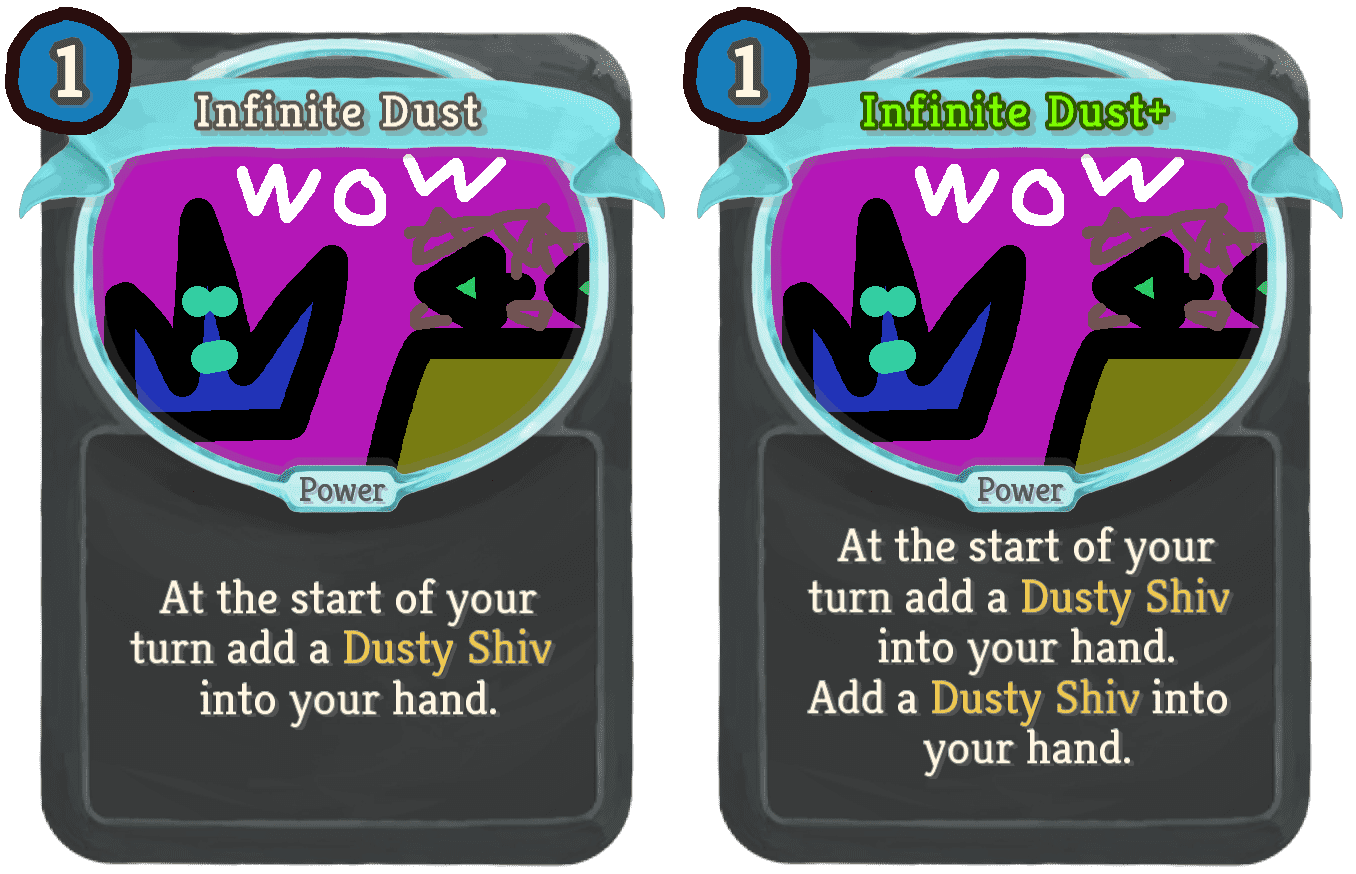 1
Infinite Dust
WOW
Power
At the start of your
turn add a Dusty Shiv
into your hand.
1
Infinite Dust+
WOW
Power
At the start of your
turn add a Dusty Shiv
into your hand.
Add a Dusty Shiv into
your hand.